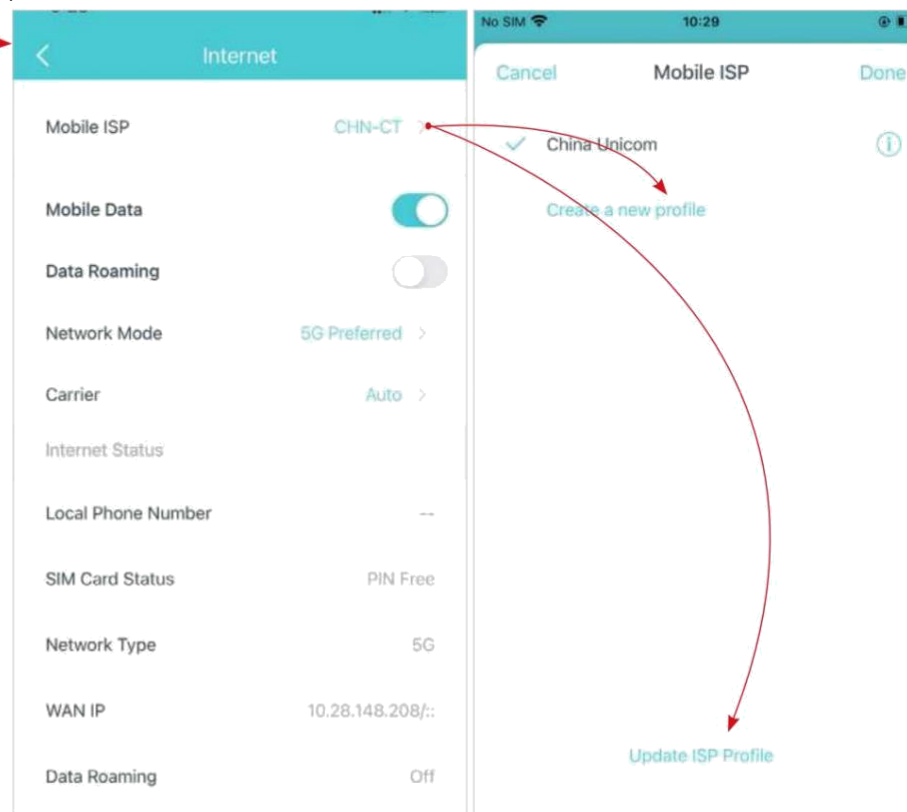 Internet
Mobile ISP CHN-CT
Mobile Data
Data Roaming
Network Mode 5G Preferred
Carrier Auto
Internet Status
Local Phone Number --
SIM Card Status PIN Free
Network Type 5G
WAN IP 10.28.148.208/::
Data Roaming Off
No SIM 10:29
Cancel Mobile ISP Done
China Unicom
Create a new profile
Update ISP Profile